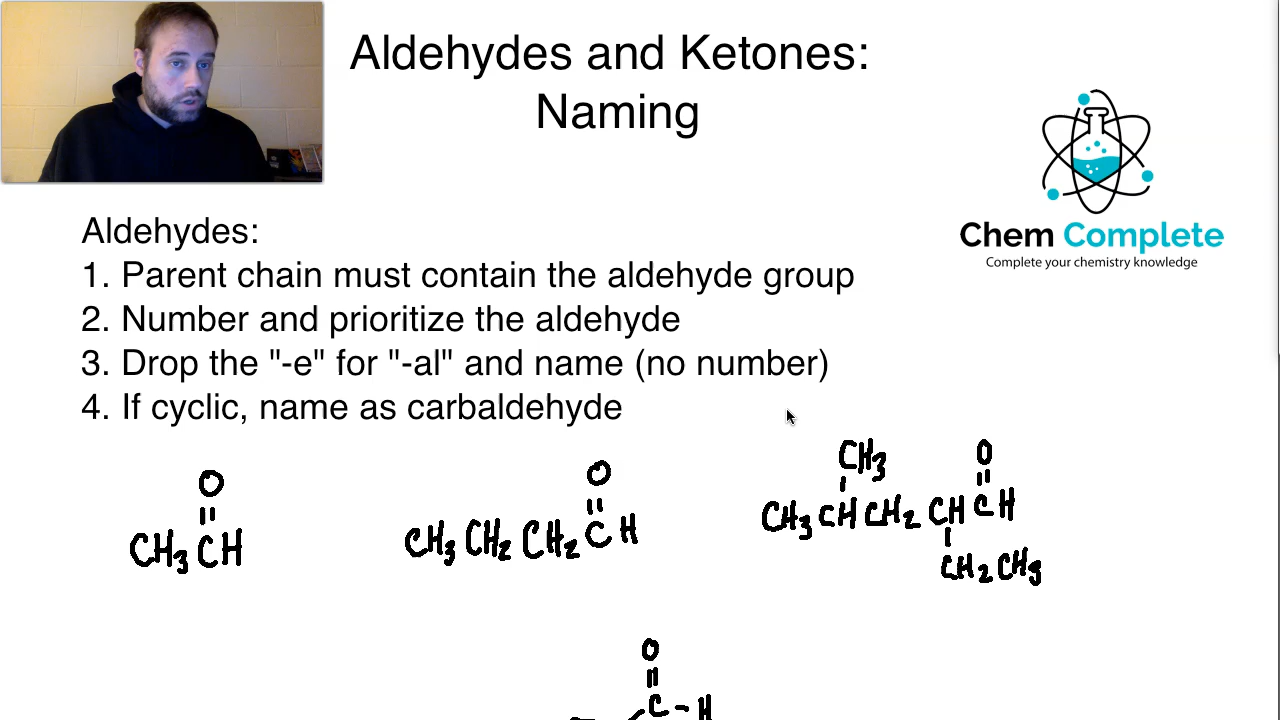 Aldehydes and Ketones:
Naming
Chem Complete
Complete your chemistry knowledge
Aldehydes:
1. Parent chain must contain the aldehyde group
2. Number and prioritize the aldehyde
3. Drop the "-e" for "-al" and name (no number)
4. If cyclic, name as carbaldehyde
O
CH₃CH
O
CH₃CH₂CH₂CH
CH₃ O
CH₃CHCH₂CHCH
CH₂CH₃
O
C-H